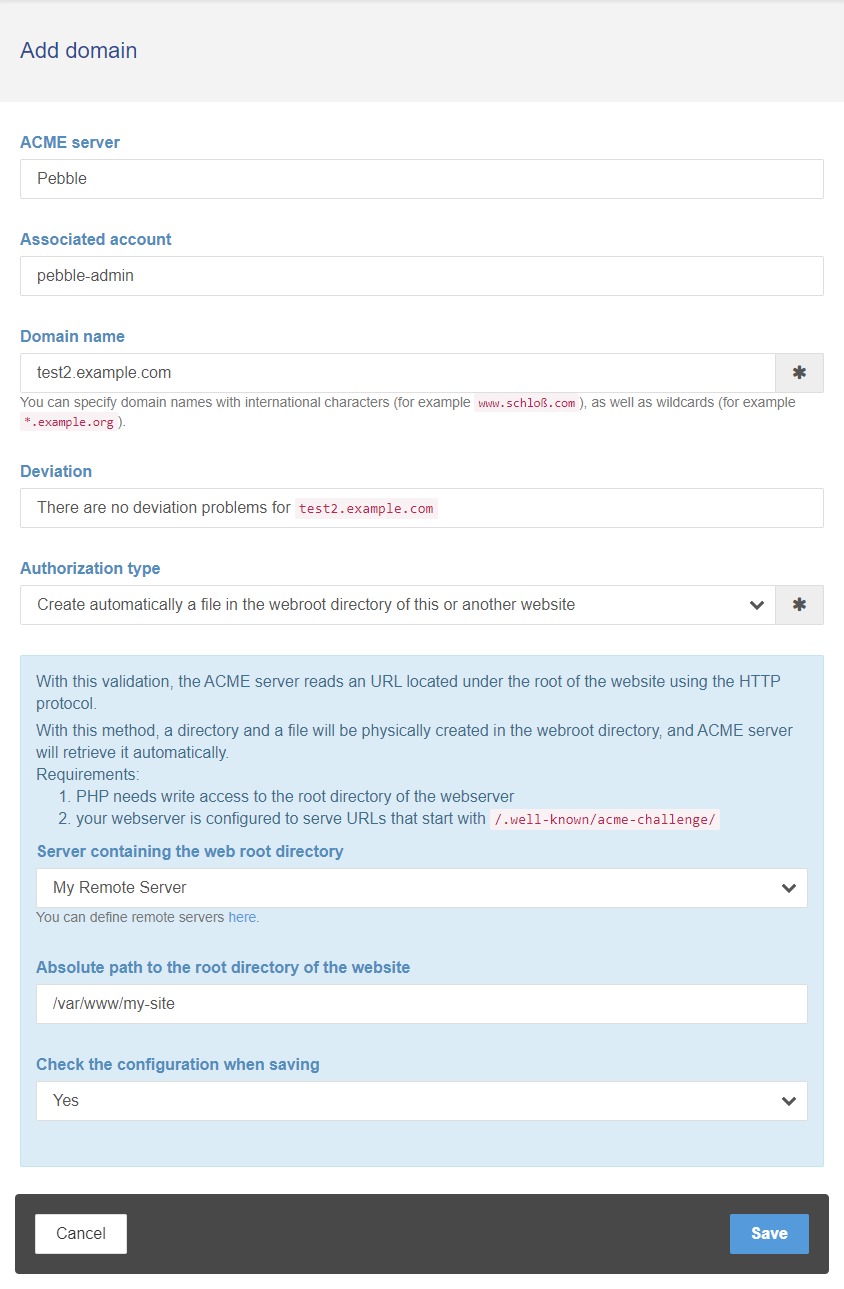 Add domain
ACME server
Pebble
Associated account
pebble-admin
Domain name
test2.example.com
You can specify domain names with international characters (for example www.schloß.com ), as well as wildcards (for example
*.example.org ).
Deviation
There are no deviation problems for test2.example.com
Authorization type
Create automatically a file in the webroot directory of this or another website
With this validation, the ACME server reads an URL located under the root of the website using the HTTP
protocol.
With this method, a directory and a file will be physically created in the webroot directory, and ACME server
will retrieve it automatically.
Requirements:
1. PHP needs write access to the root directory of the webserver
2. your webserver is configured to serve URLs that start with /.well-known/acme-challenge/
Server containing the web root directory
My Remote Server
You can define remote servers here.
Absolute path to the root directory of the website
/var/www/my-site
Check the configuration when saving
Yes
Cancel
Save